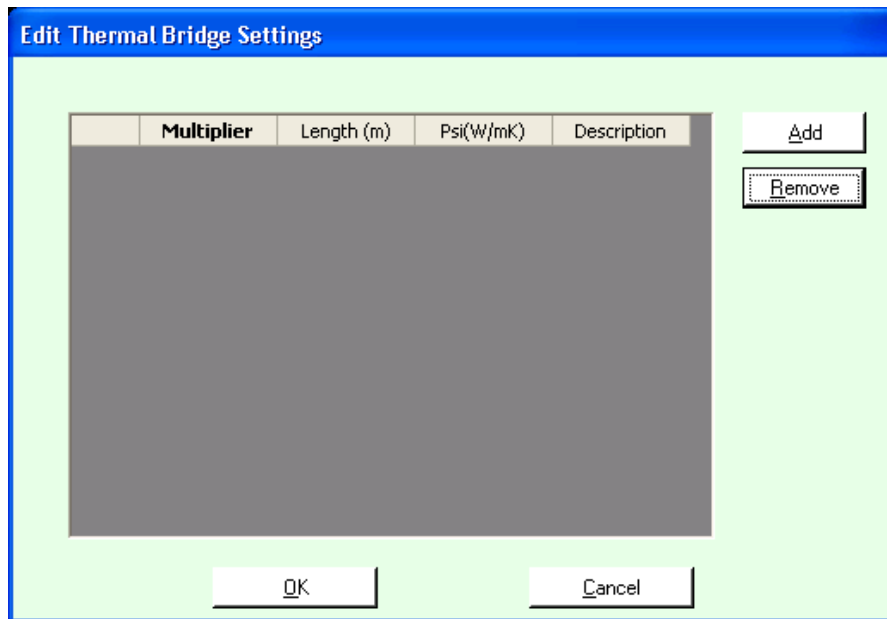 Edit Thermal Bridge Settings
Multiplier Length (m) Psi(W/mK) Description
Add
Remove
OK Cancel